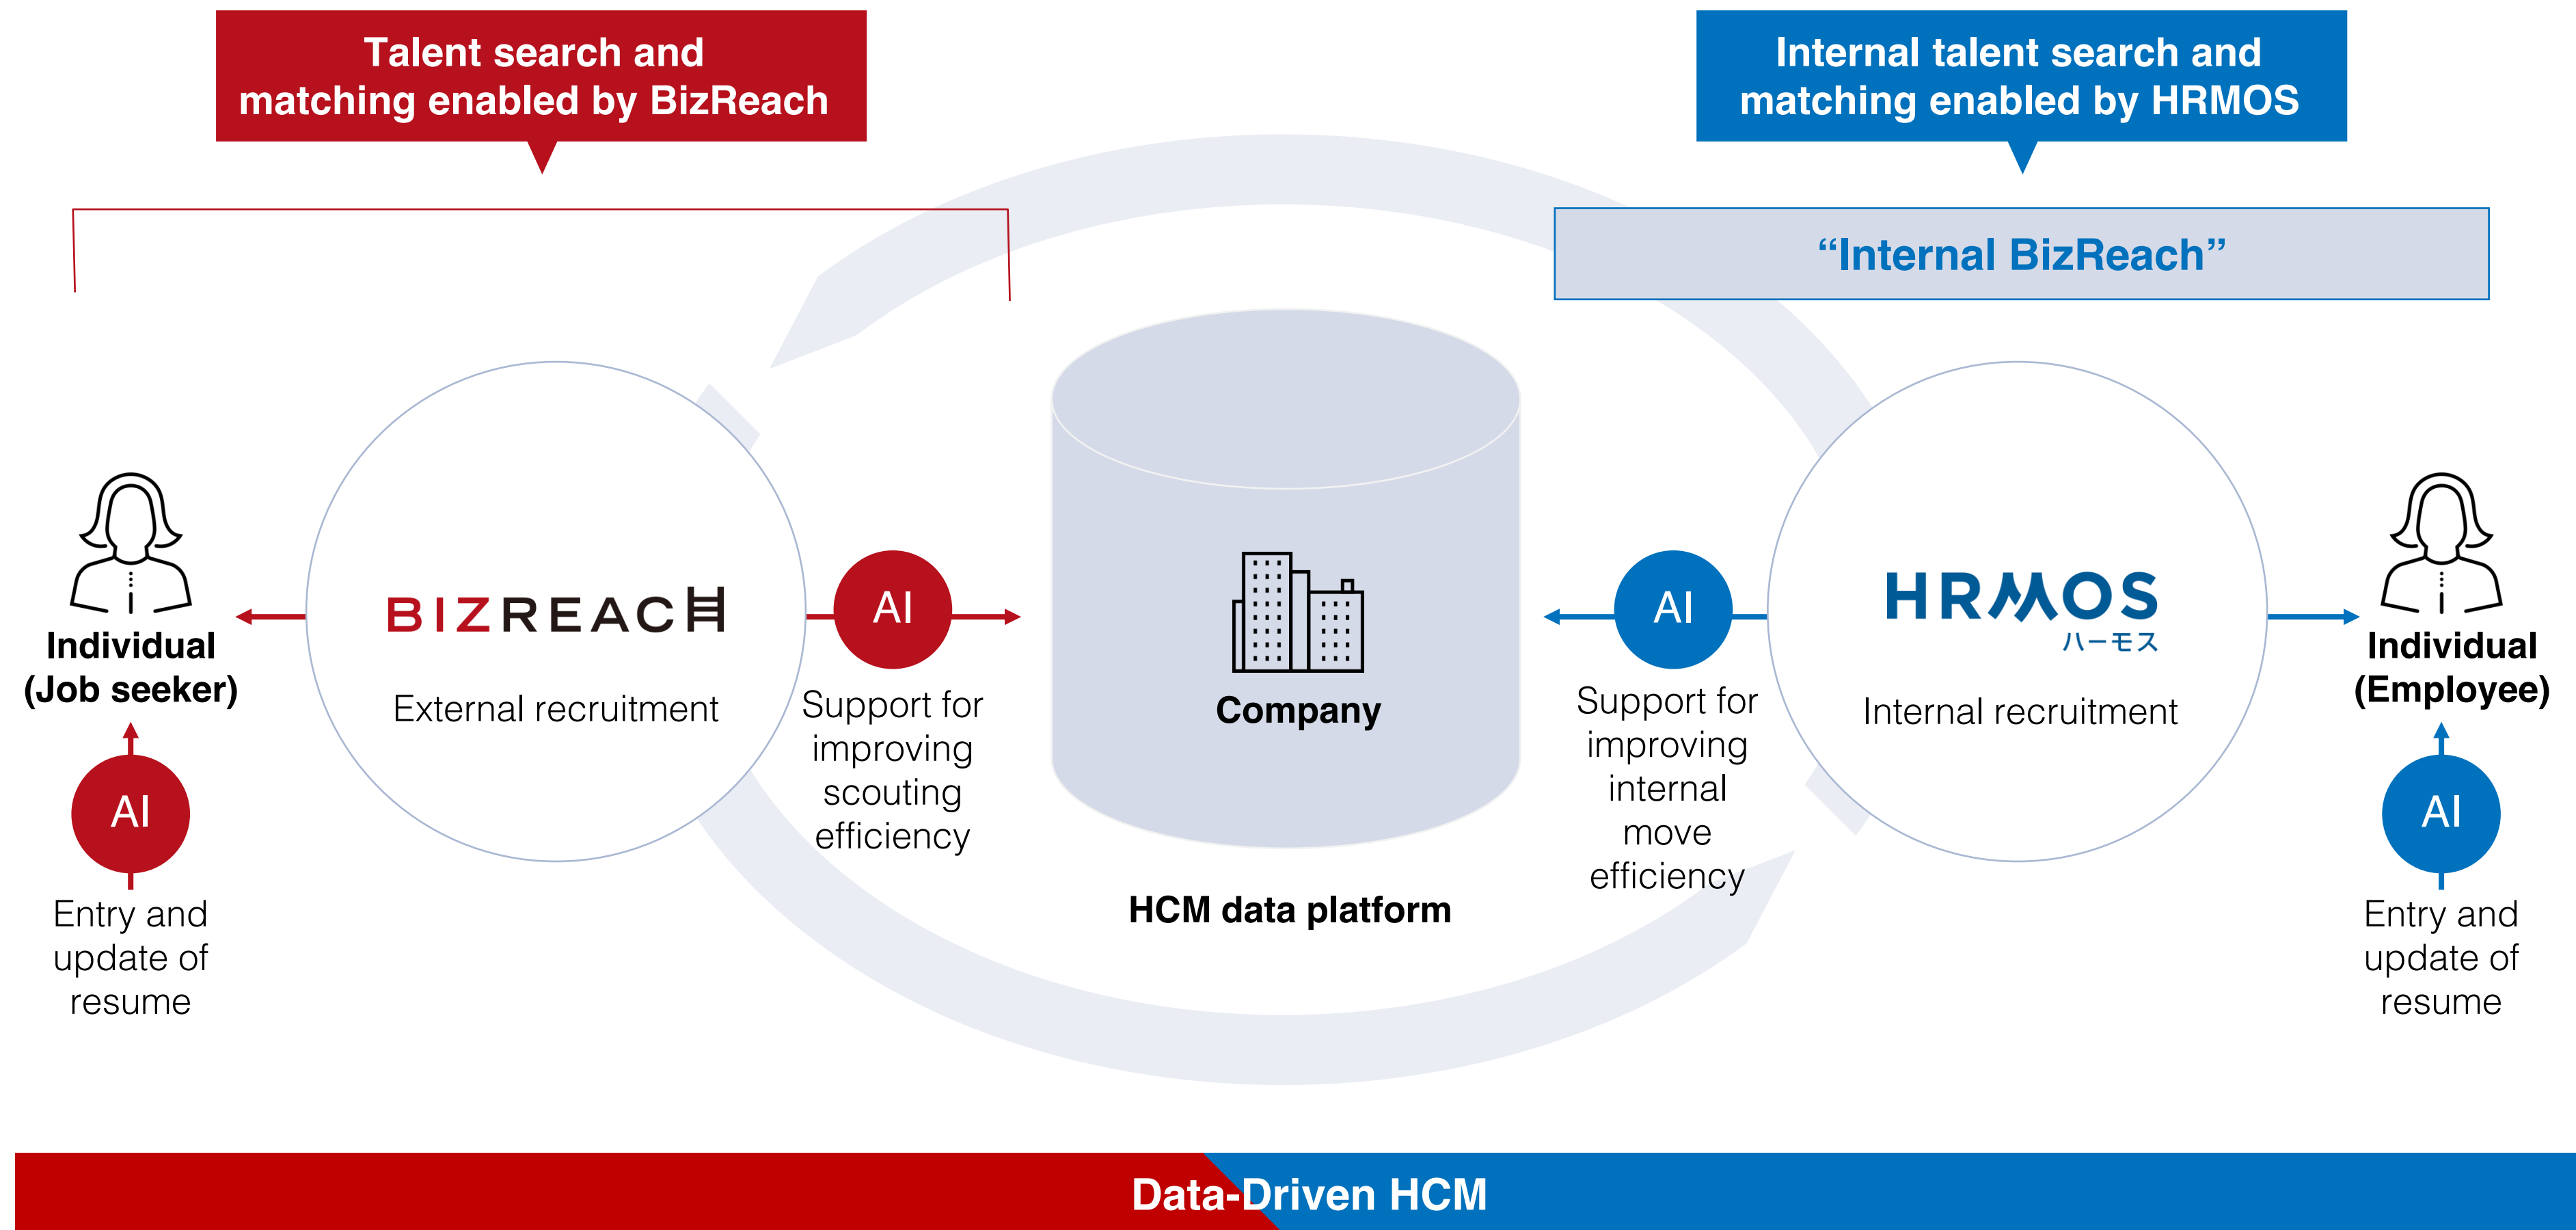 Talent search and
matching enabled by BizReach
Internal talent search and
matching enabled by HRMOS
“Internal BizReach”
Individual
(Job seeker)
AI
Entry and
update of
resume
BIZREACH
External recruitment
AI
Support for
improving
scouting
efficiency
Company
HCM data platform
AI
Support for
improving
internal
move
efficiency
HRMOS
ハーモス
Internal recruitment
Individual
(Employee)
AI
Entry and
update of
resume
Data-Driven HCM